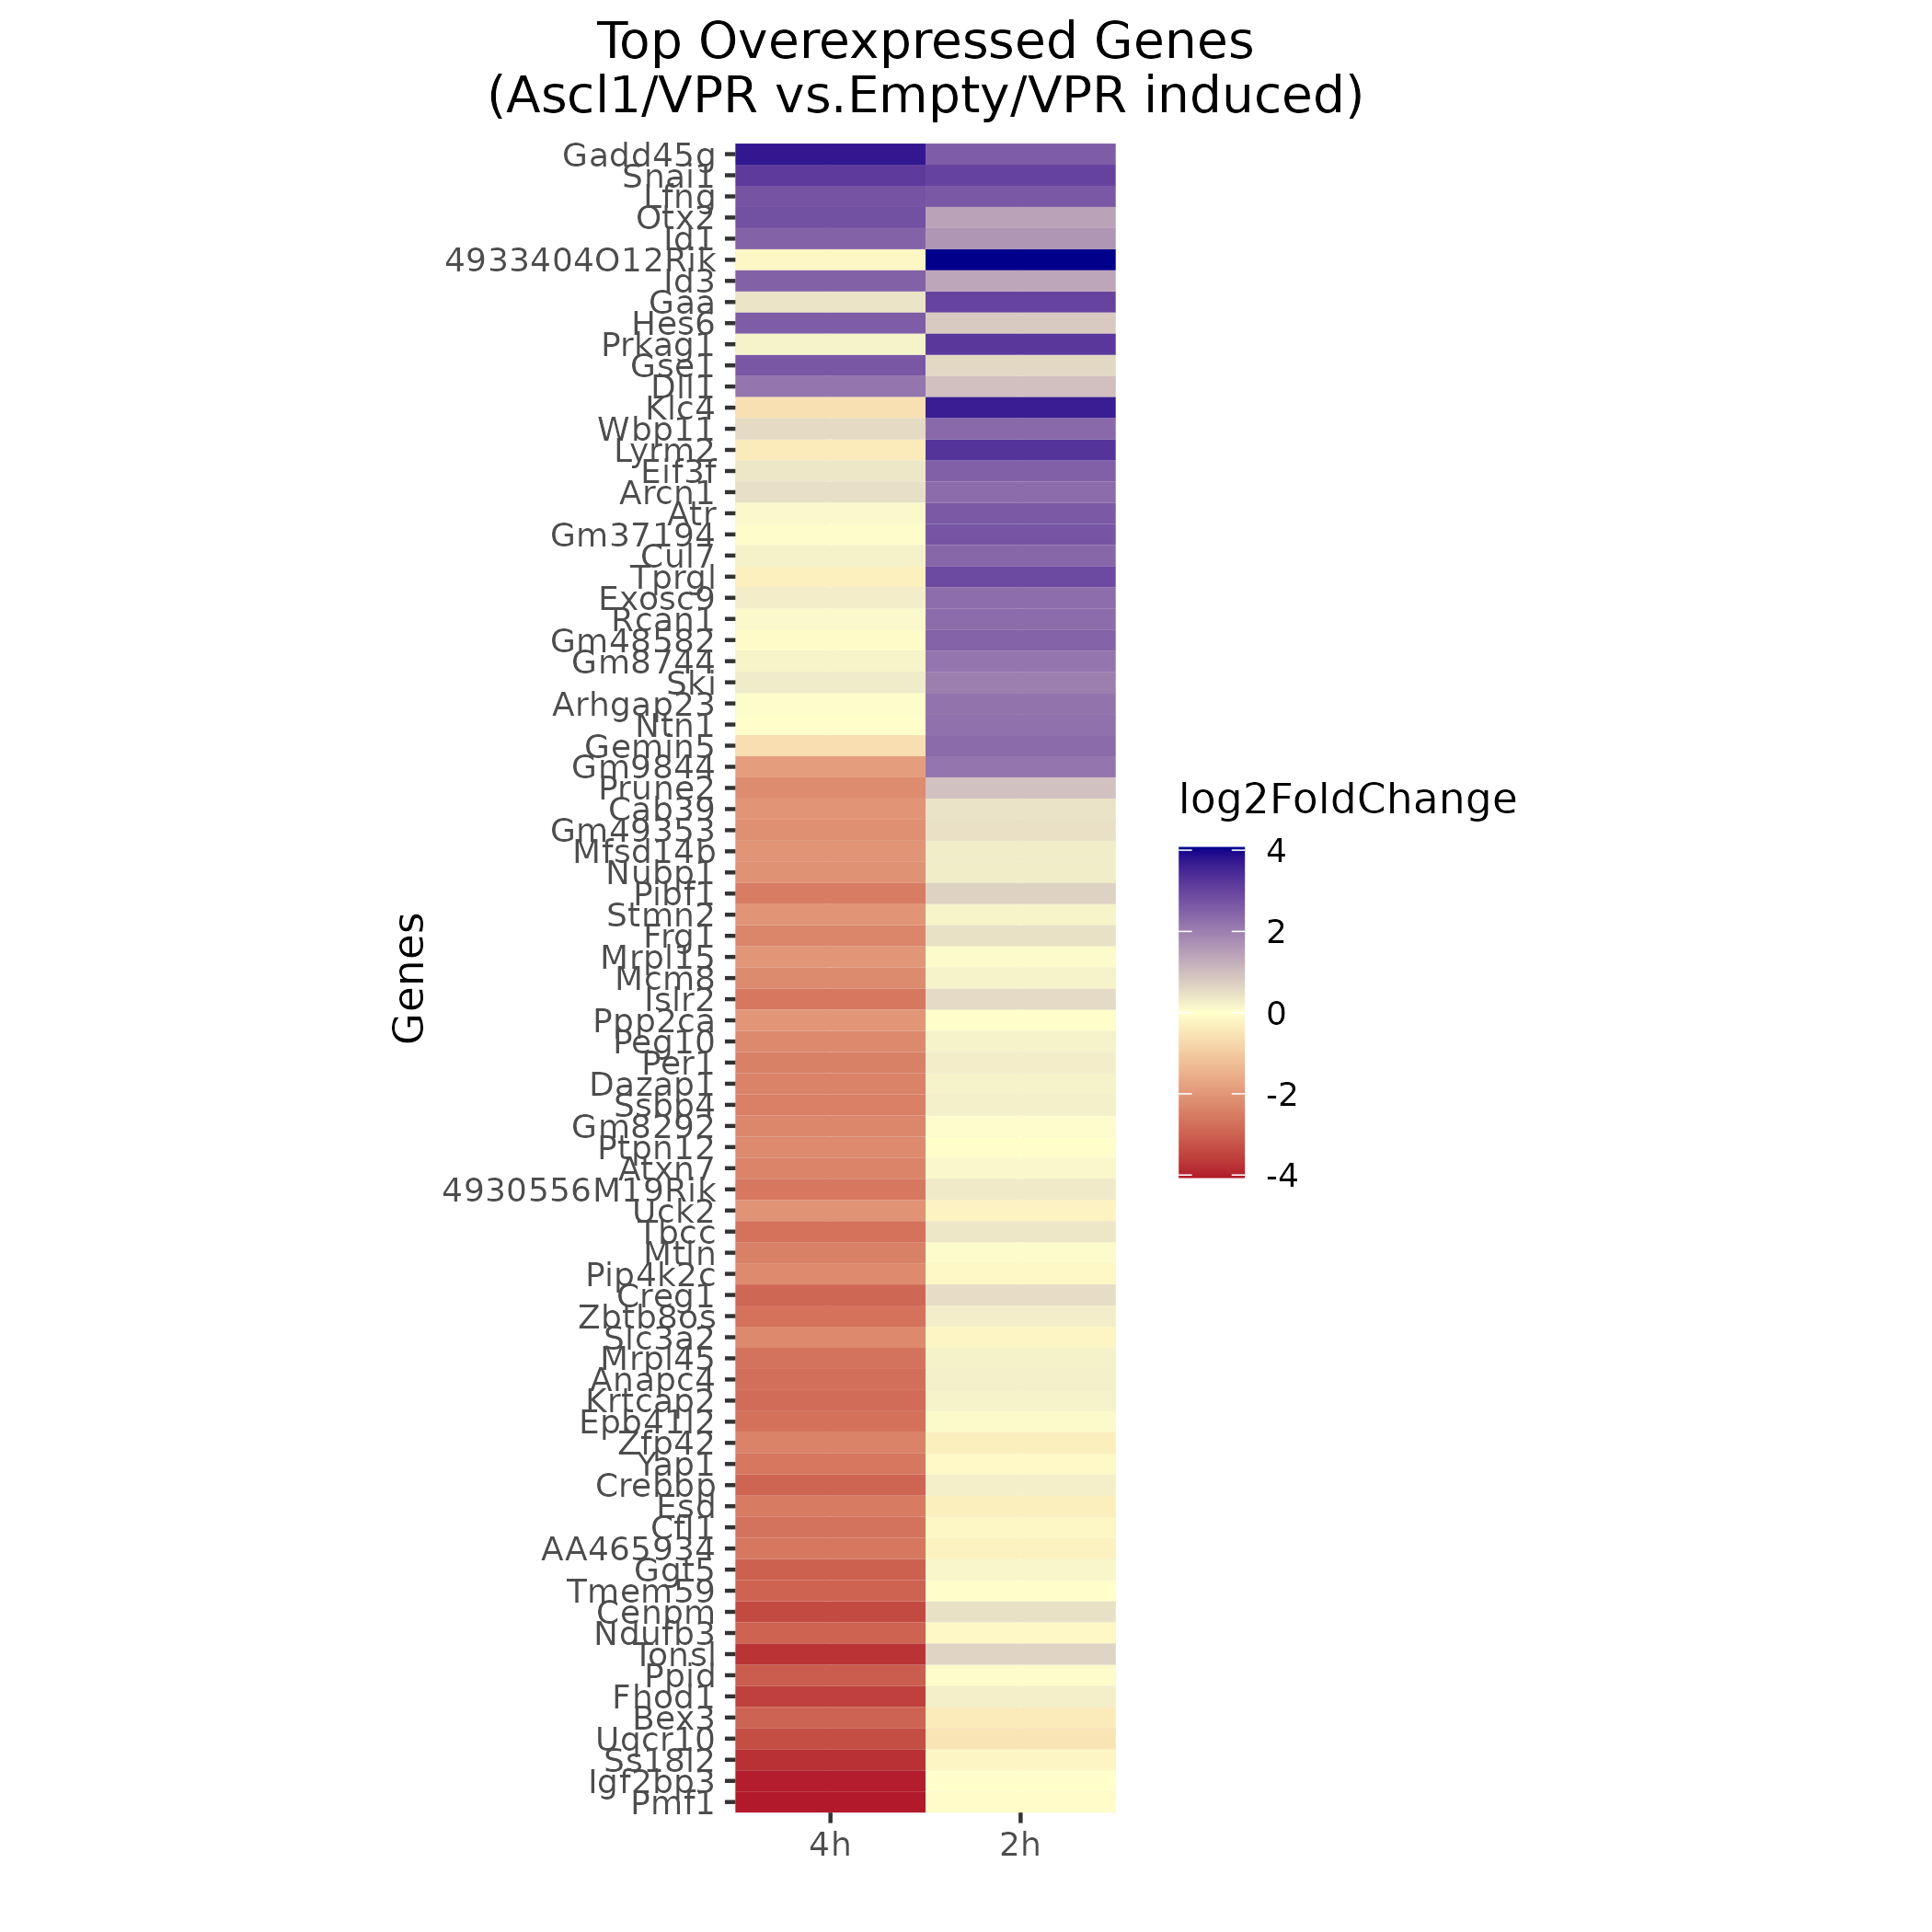 Top Overexpressed Genes
(Ascl1/VPR vs.Empty/VPR induced)
Genes
Gadd45g
Snai1
Lfng
Otx2
Id1
4933404O12Rik
Id3
Gaa
Hes6
Prkag1
Gse1
Dll1
Klc4
Wbp11
Lyrm2
Eif3f
Arcn1
Atr
Gm37194
Cul7
Tprgl
Exosc9
Rcan1
Gm48582
Gm8744
Ski
Arhgap23
Ntn1
Gemin5
Gm9844
Prune2
Cab39
Gm49353
Mfsd14b
Nubp1
Pibf1
Stmn2
Frg1
Mrpl15
Mcm8
Islr2
Ppp2ca
Peg10
Per1
Dazap1
Ssbp4
Gm8292
Ptpn12
Atxn7
4930556M19Rik
Uck2
Tbcc
Mtln
Pip4k2c
Creg1
Zbtb8os
Slc3a2
Mrpl45
Anapc4
Krtcap2
Epb41l2
Zfp42
Yap1
Crebbp
Esd
Cfl1
AA465934
Ggt5
Tmem59
Cenpm
Ndufb3
Tonsl
Ppid
Fhod1
Bex3
Uqcr10
Ss18l2
Igf2bp3
Pmf1
4h 2h
log2FoldChange
4
2
0
-2
-4